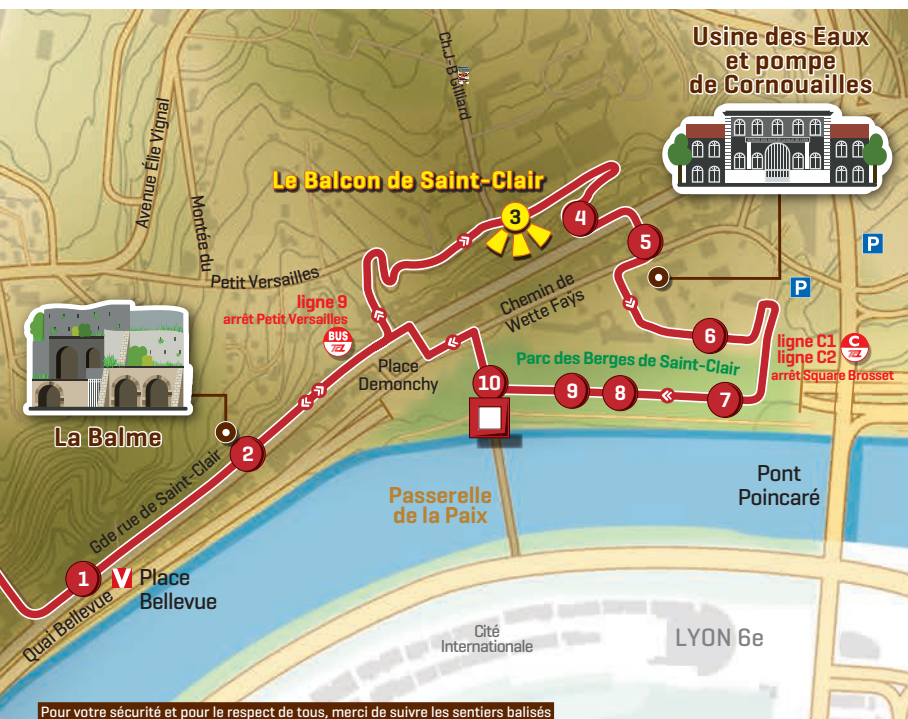 Usine des Eaux
et pompe
de Cornouailles
Ch.J-B Gilliard
Avenue Élie Vignal
Montée du
Petit Versailles
Le Balcon de Saint-Clair
3
4
5
P
P
Chemin de
Wette Fays
ligne 9
arrêt Petit Versailles
BUS
TCL
6
ligne C1
ligne C2
C
TCL
arrêt Square Brosset
Place
Demonchy
Parc des Berges de Saint-Clair
10
9
8
7
La Balme
2
Gde rue de Saint-Clair
Passerelle
de la Paix
Pont
Poincaré
1
V
Place
Bellevue
Quai Bellevue
Cité
Internationale
LYON 6e
Pour votre sécurité et pour le respect de tous, merci de suivre les sentiers balisés